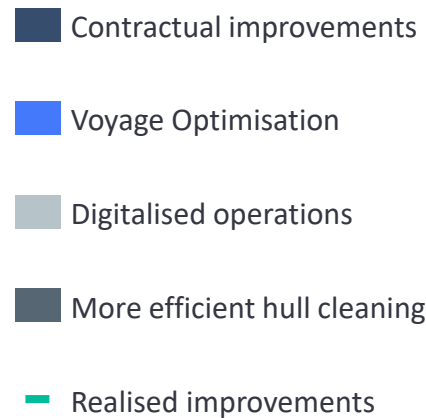 Contractual improvements
Voyage Optimisation
Digitalised operations
More efficient hull cleaning
Realised improvements